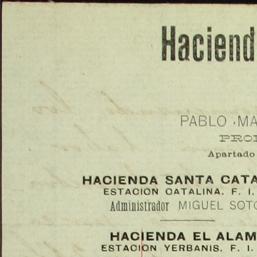 Haciend
PABLO MA
PRO
Apartado
HACIENDA SANTA CATA
ESTACION CATALINA. F. I.
Administrador MIGUEL SOTO
HACIENDA EL ALAM
ESTACION YERBANIS. F. I.